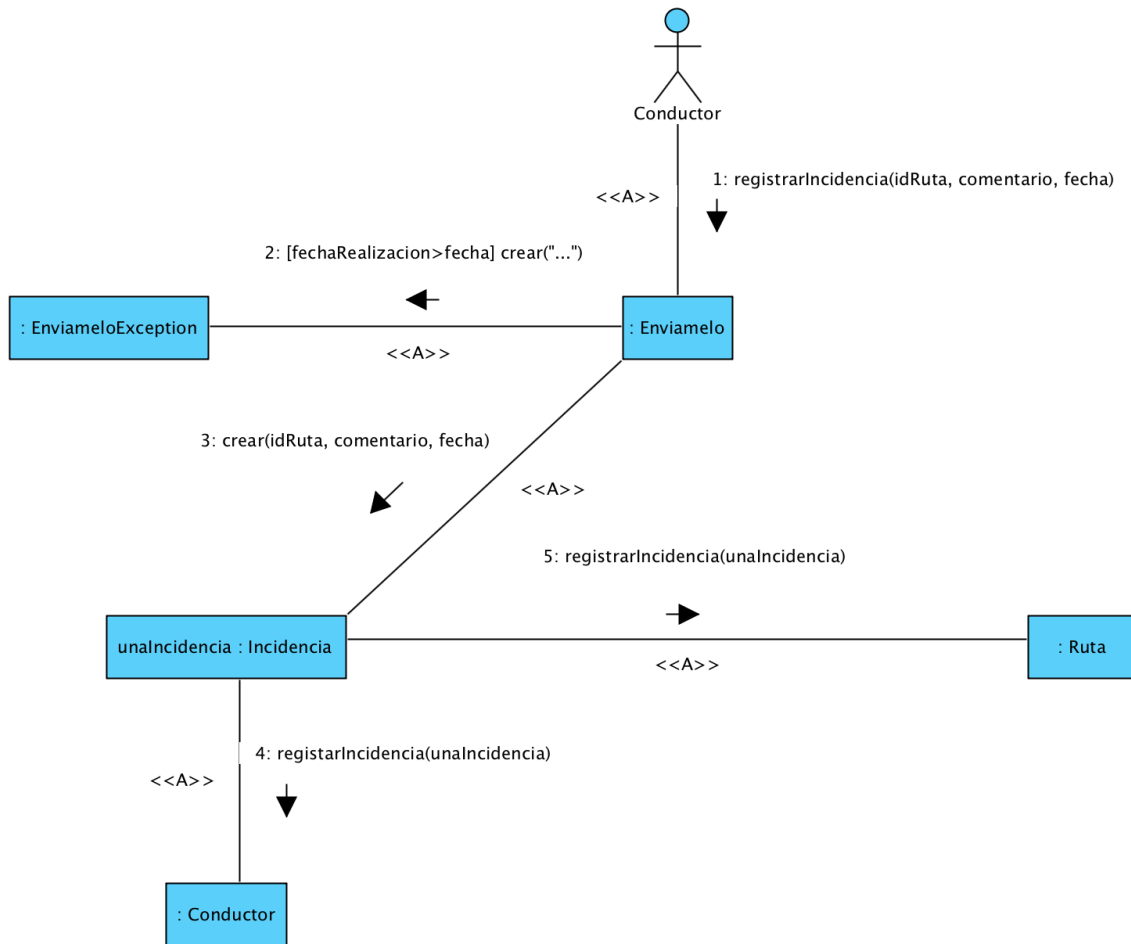 Conductor
1: registrarIncidencia(idRuta, comentario, fecha)
<<A>>
2: [fechaRealizacion>fecha] crear("...")
: EnviameloException
: Enviamelo
<<A>>
3: crear(idRuta, comentario, fecha)
<<A>>
5: registrarIncidencia(unaIncidencia)
unaIncidencia : Incidencia
: Ruta
<<A>>
4: registarIncidencia(unaIncidencia)
<<A>>
: Conductor